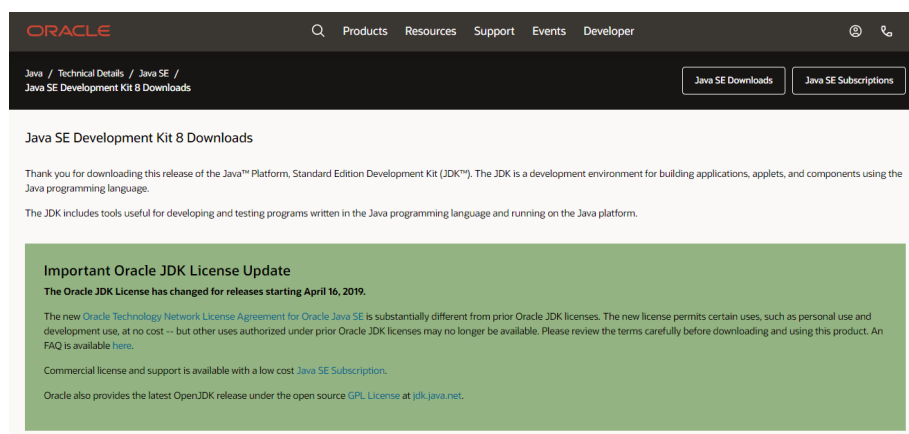 ORACLE
Products Resources Support Events Developer
Java / Technical Details / Java SE /
Java SE Development Kit 8 Downloads
Java SE Downloads
Java SE Subscriptions
Java SE Development Kit 8 Downloads
Thank you for downloading this release of the Java™ Platform, Standard Edition Development Kit (JDK™). The JDK is a development environment for building applications, applets, and components using the
Java programming language.
The JDK includes tools useful for developing and testing programs written in the Java programming language and running on the Java platform.
Important Oracle JDK License Update
The Oracle JDK License has changed for releases starting April 16, 2019.
The new Oracle Technology Network License Agreement for Oracle Java SE is substantially different from prior Oracle JDK licenses. The new license permits certain uses, such as personal use and
development use, at no cost -- but other uses authorized under prior Oracle JDK licenses may no longer be available. Please review the terms carefully before downloading and using this product. An
FAQ is available here.
Commercial license and support is available with a low cost Java SE Subscription.
Oracle also provides the latest OpenJDK release under the open source GPL License at jdk.java.net.